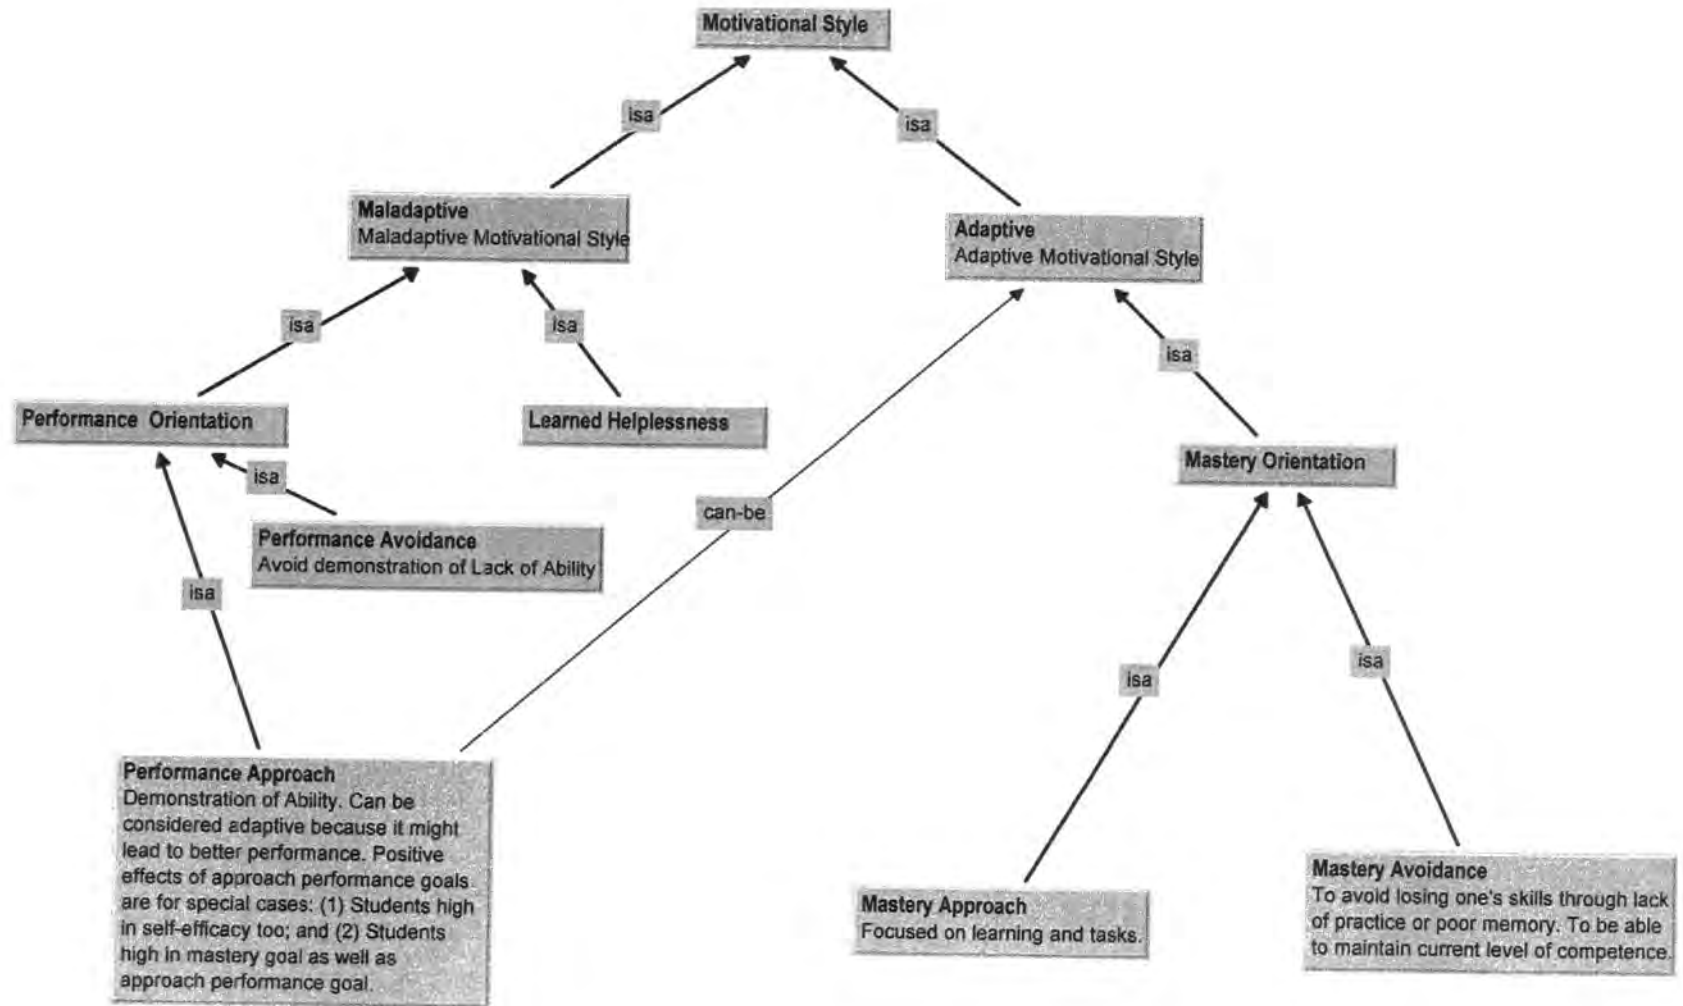 Motivational Style
isa
isa
Maladaptive
Maladaptive Motivational Style
Adaptive
Adaptive Motivational Style
isa
isa
isa
Performance Orientation
Learned Helplessness
Mastery Orientation
isa
can-be
Performance Avoidance
Avoid demonstration of Lack of Ability
isa
isa
isa
Performance Approach
Demonstration of Ability. Can be
considered adaptive because it might
lead to better performance. Positive
effects of approach performance goals
are for special cases: (1) Students high
in self-efficacy too; and (2) Students
high in mastery goal as well as
approach performance goal.
Mastery Approach
Focused on learning and tasks.
Mastery Avoidance
To avoid losing one's skills through lack
of practice or poor memory. To be able
to maintain current level of competence.